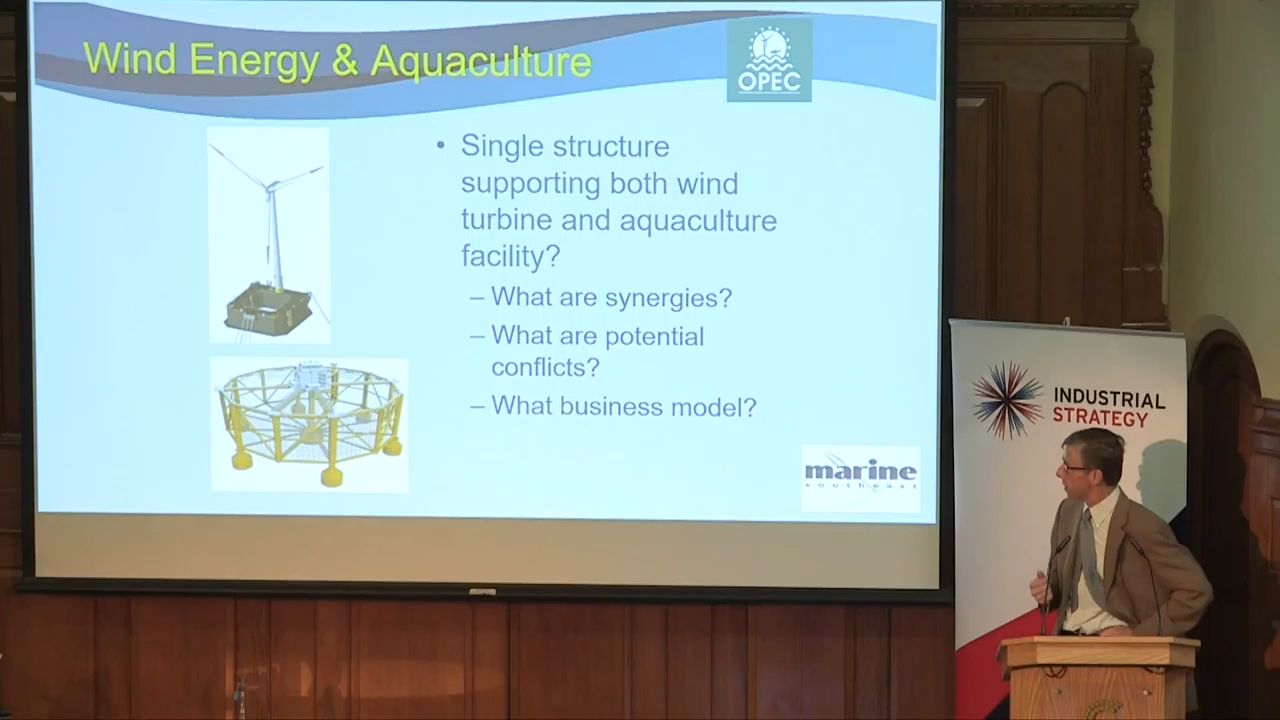 Wind Energy & Aquaculture
OPEC
• Single structure
supporting both wind
turbine and aquaculture
facility?
– What are synergies?
– What are potential
conflicts?
– What business model?
marine
southeast
INDUSTRIAL
STRATEGY